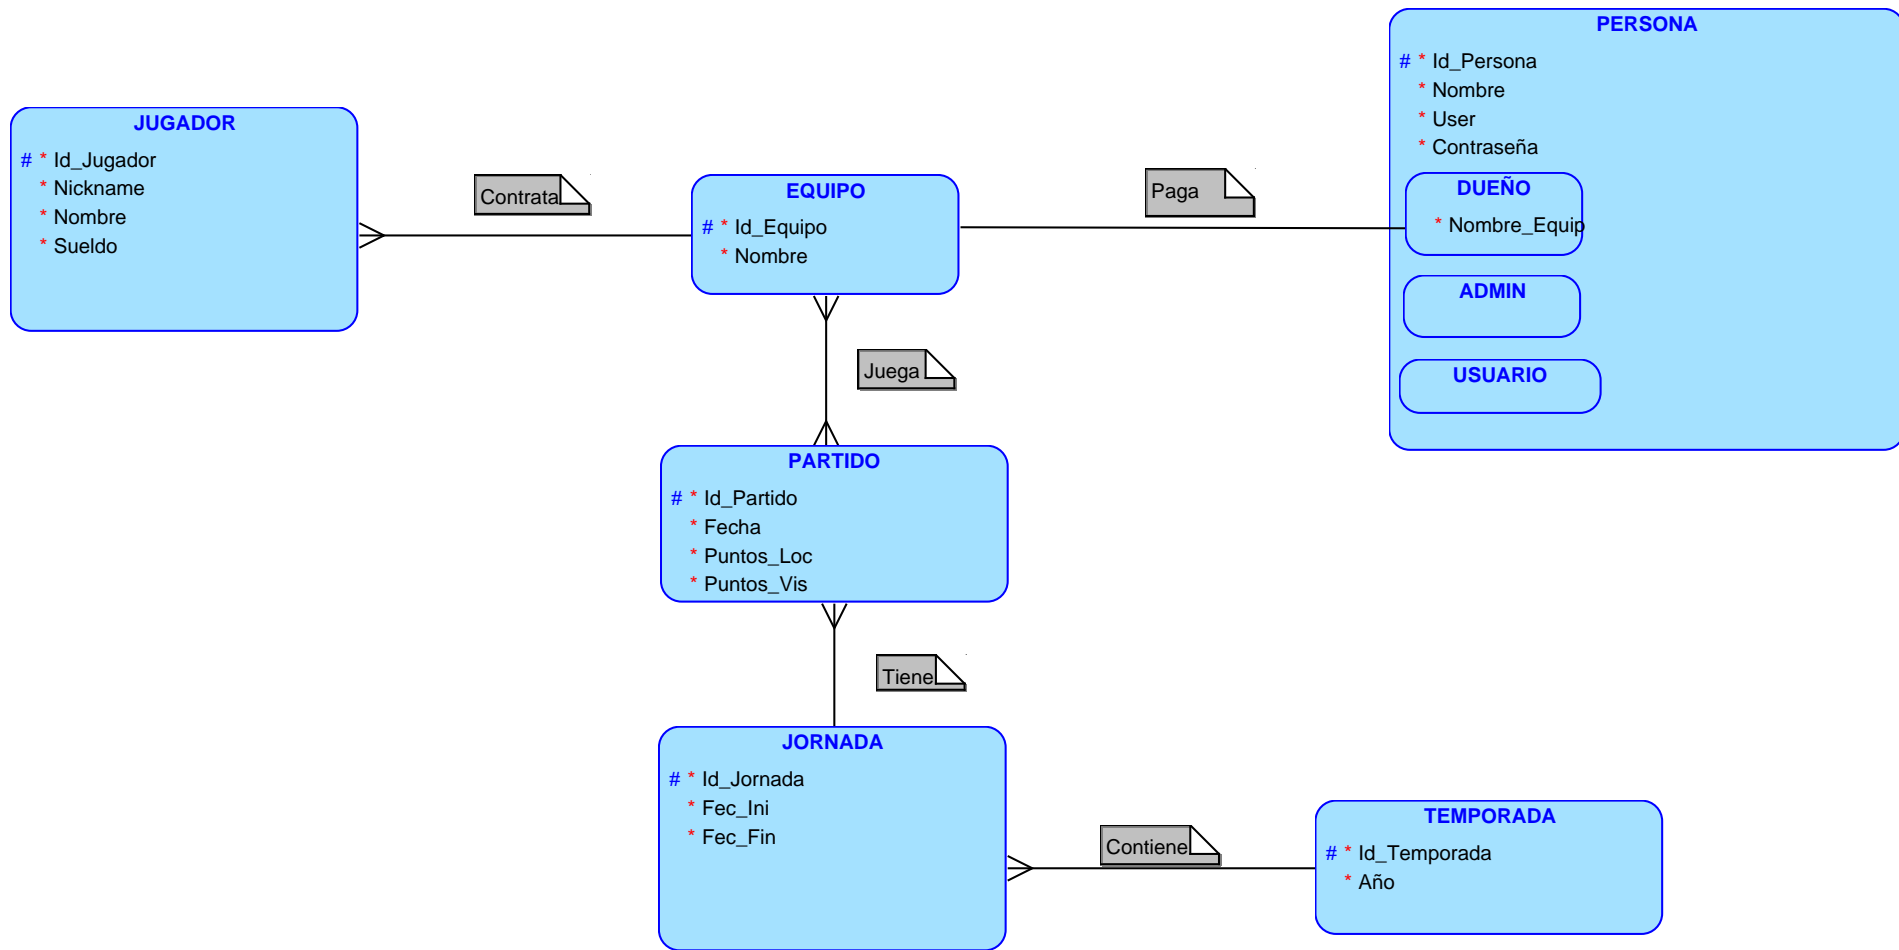 PERSONA
# * Id_Persona
* Nombre
* User
* Contraseña
DUEÑO
* Nombre_Equip
ADMIN
USUARIO
JUGADOR
# * Id_Jugador
* Nickname
* Nombre
* Sueldo
Contrata
EQUIPO
# * Id_Equipo
* Nombre
Paga
Juega
PARTIDO
# * Id_Partido
* Fecha
* Puntos_Loc
* Puntos_Vis
Tiene
JORNADA
# * Id_Jornada
* Fec_Ini
* Fec_Fin
Contiene
TEMPORADA
# * Id_Temporada
* Año